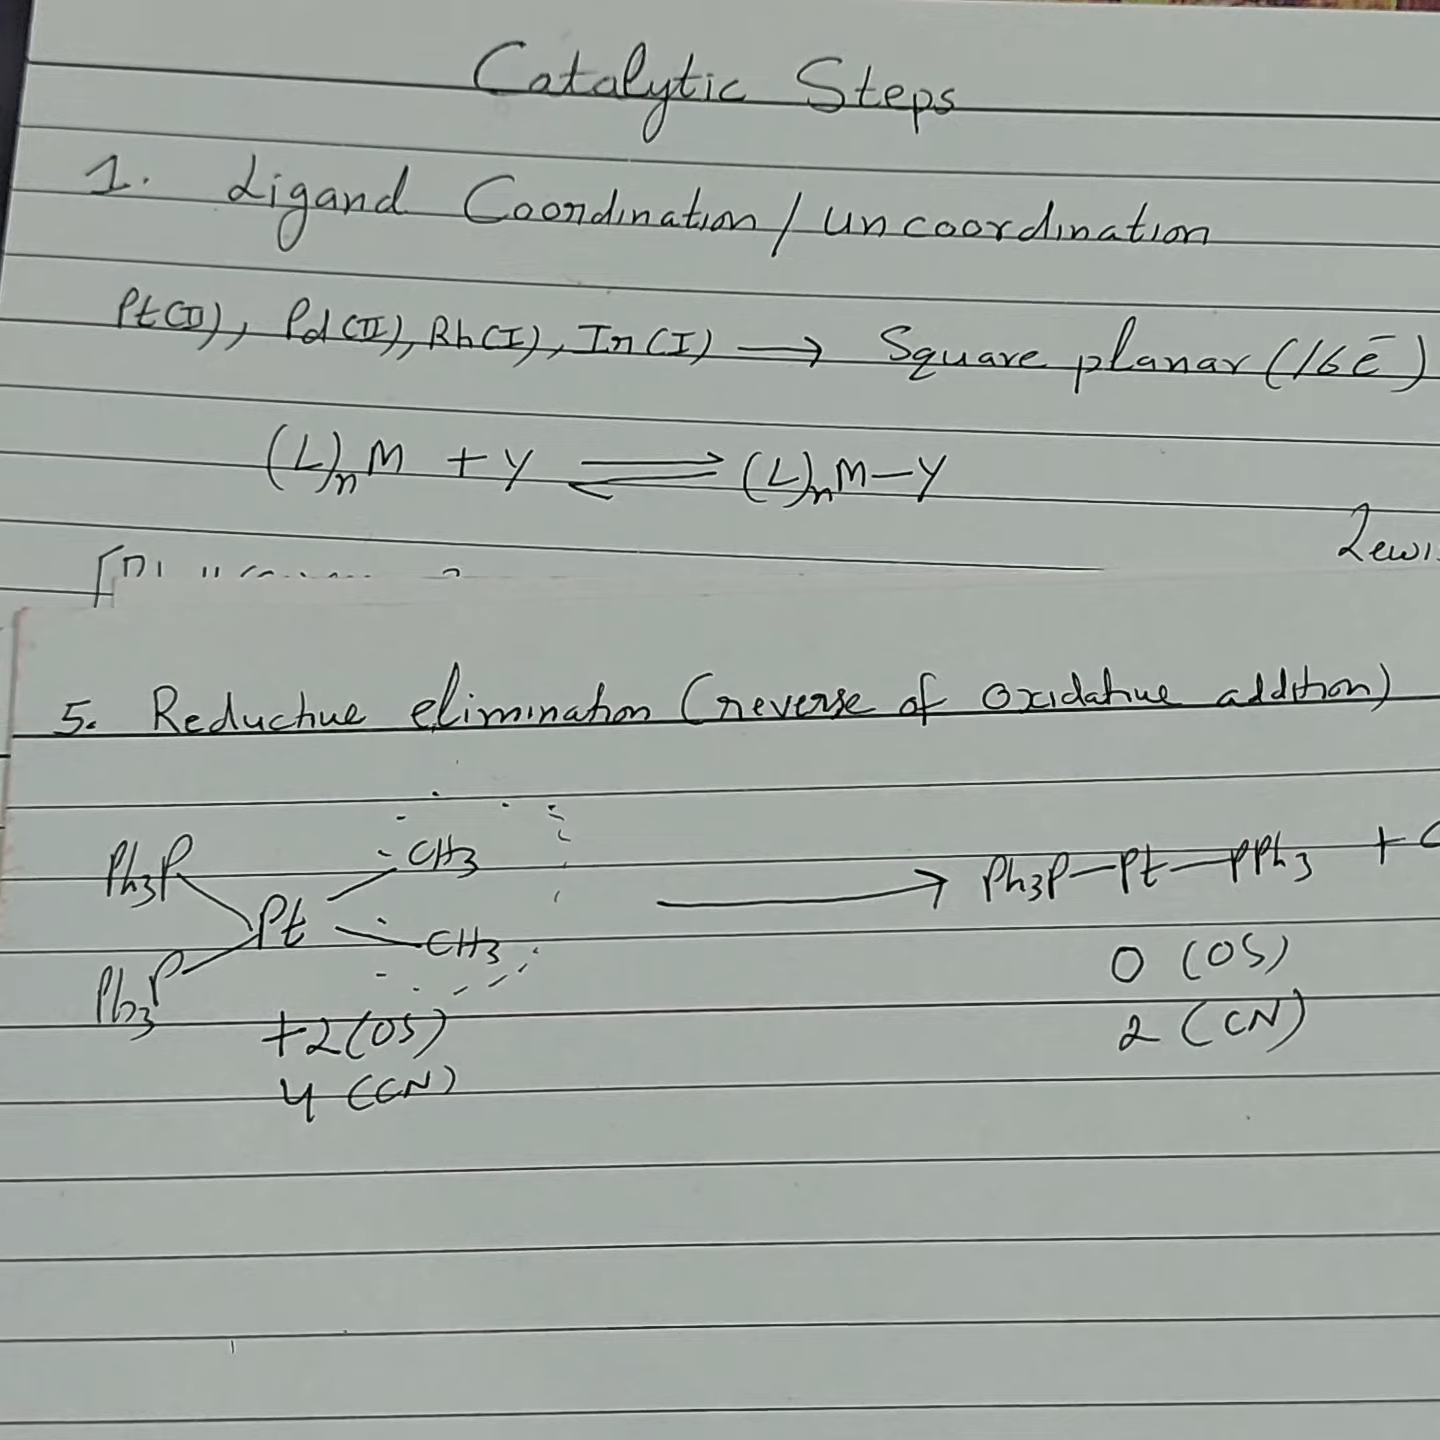 Catalytic Steps
1. Ligand Coordination/uncoordination
Pt(II), Pd(II), Rh(I), Ir(I) → Square planar (16ē)
(L)nM + Y ⇌ (L)nM-Y
5. Reductive elimination (reverse of oxidative addition)
Ph3P CH3
Pt → Ph3P-Pt-PPh3 +
Ph3P CH3
0 (OS)
+2(OS) 2 (CN)
4 (CN)